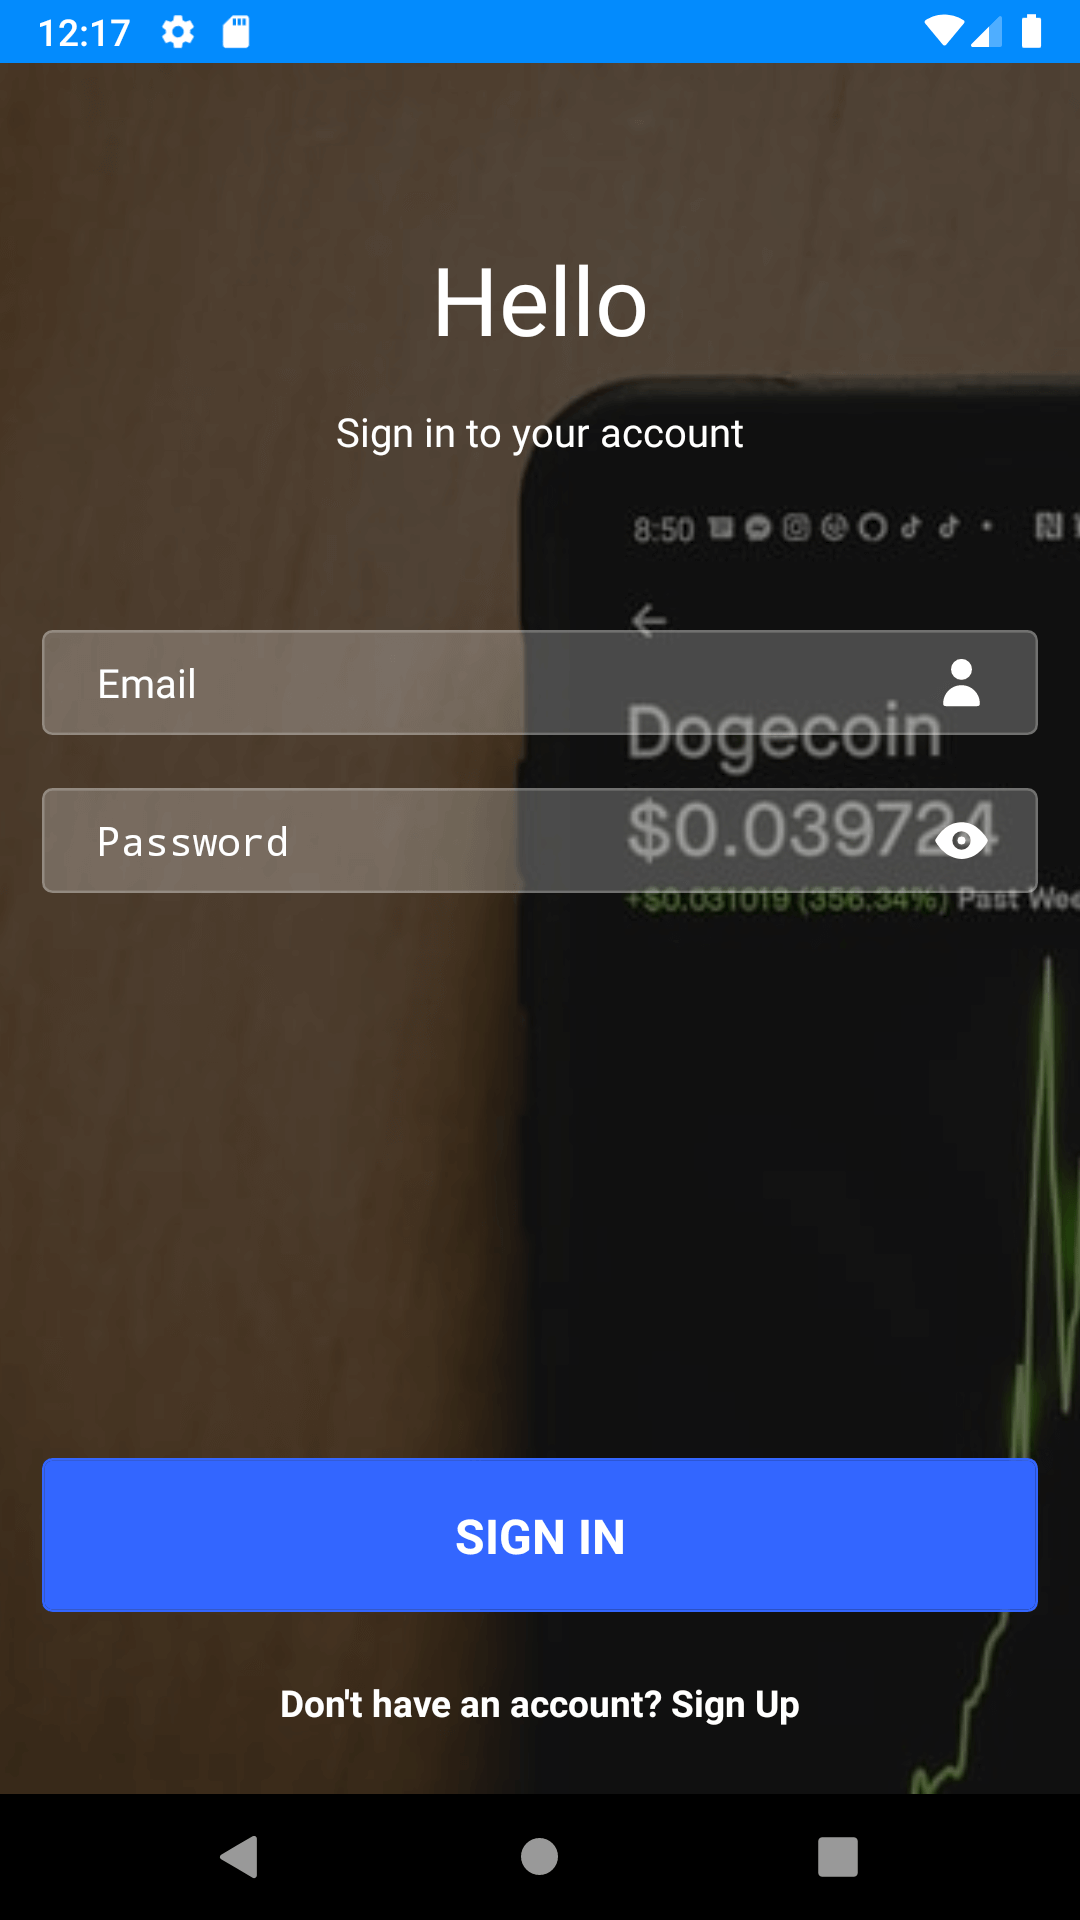 12:17
Hello
Sign in to your account
8:50
Email
Dogecoin
$0.039724
Password
+$0.031019 (356.34%) Past
SIGN IN
Don't have an account? Sign Up